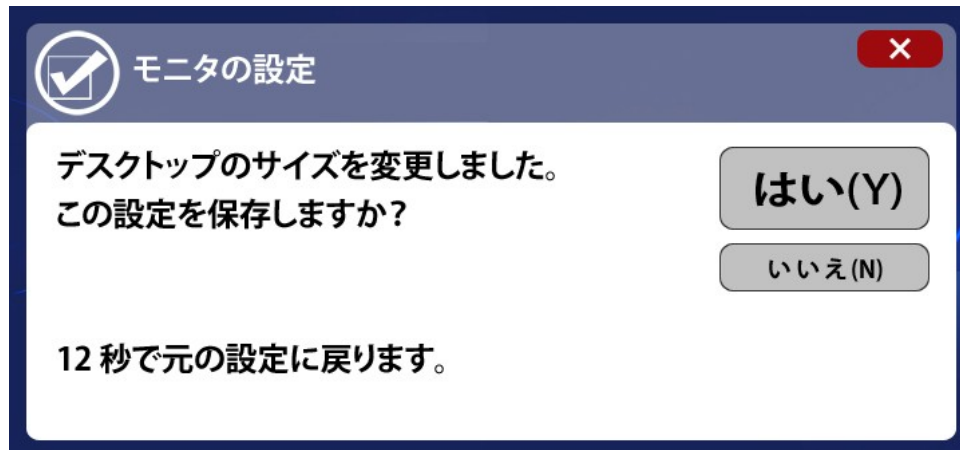 モニタの設定
×
デスクトップのサイズを変更しました。
この設定を保存しますか?
はい(Y)
いいえ(N)
12 秒で元の設定に戻ります。